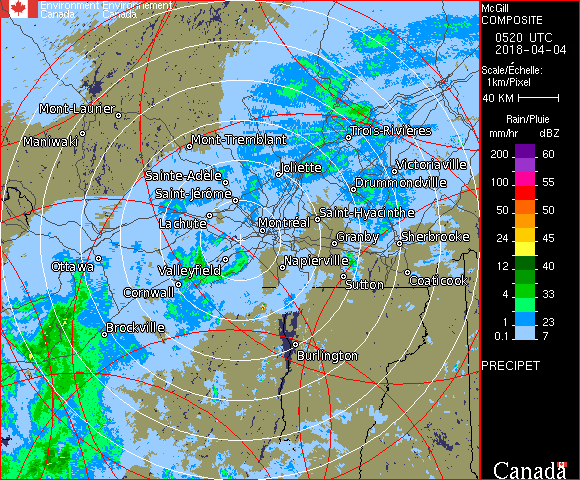 Environment Environnement
Canada Canada
McGill
COMPOSITE
0520 UTC
2018-04-04
Scale/Échelle:
1km/Pixel
40 KM
Rain/Pluie
mm/hr dBZ
200 60
100 55
50 50
24 45
12 40
4 33
1 23
0.1 7
PRECIPET
Mont-Laurier
Maniwaki
Mont-Tremblant
Trois-Rivières
Joliette
Victoriaville
Sainte-Adèle
Drummondville
Saint-Jérôme
Saint-Hyacinthe
Lachute
Montréal
Granby
Sherbrooke
Ottawa
Valleyfield
Napierville
Sutton
Coaticook
Cornwall
Brockville
Burlington
Canada